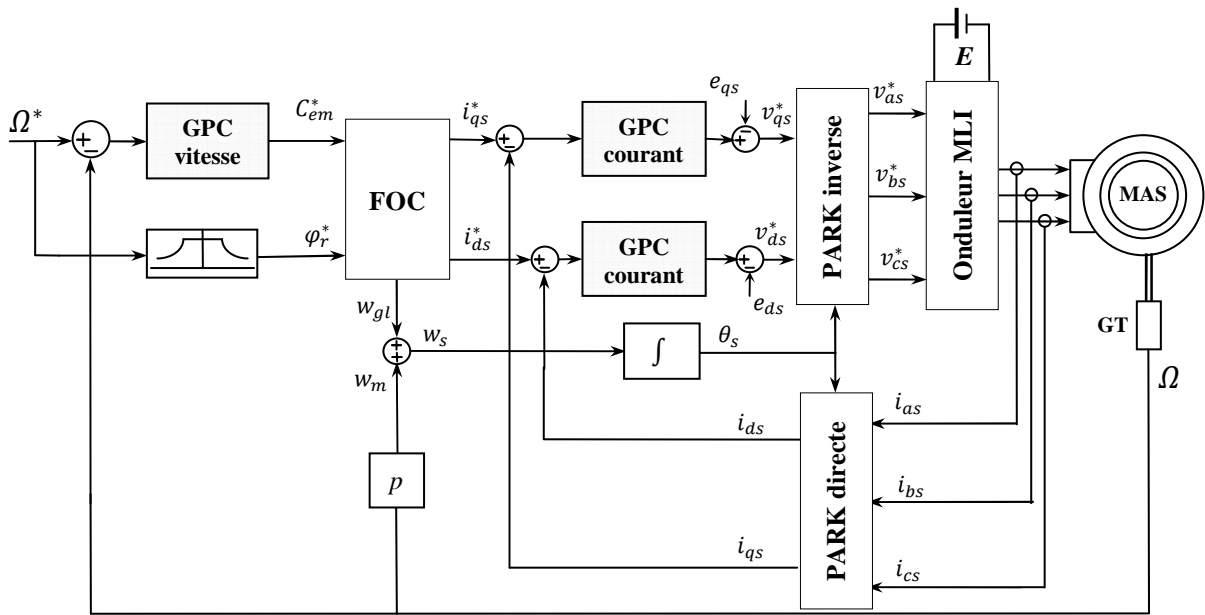 E
Ω*
+
−
GPC
vitesse
C*em
φ*r
FOC
i*qs
i*ds
+
−
+
−
GPC
courant
GPC
courant
eqs
−
+
v*qs
v*ds
+
−
eds
PARK inverse
v*as
v*bs
v*cs
Onduleur MLI
MAS
GT
Ω
wgl
+
+
ws
wm
∫
θs
p
ids
iqs
PARK directe
ias
ibs
ics